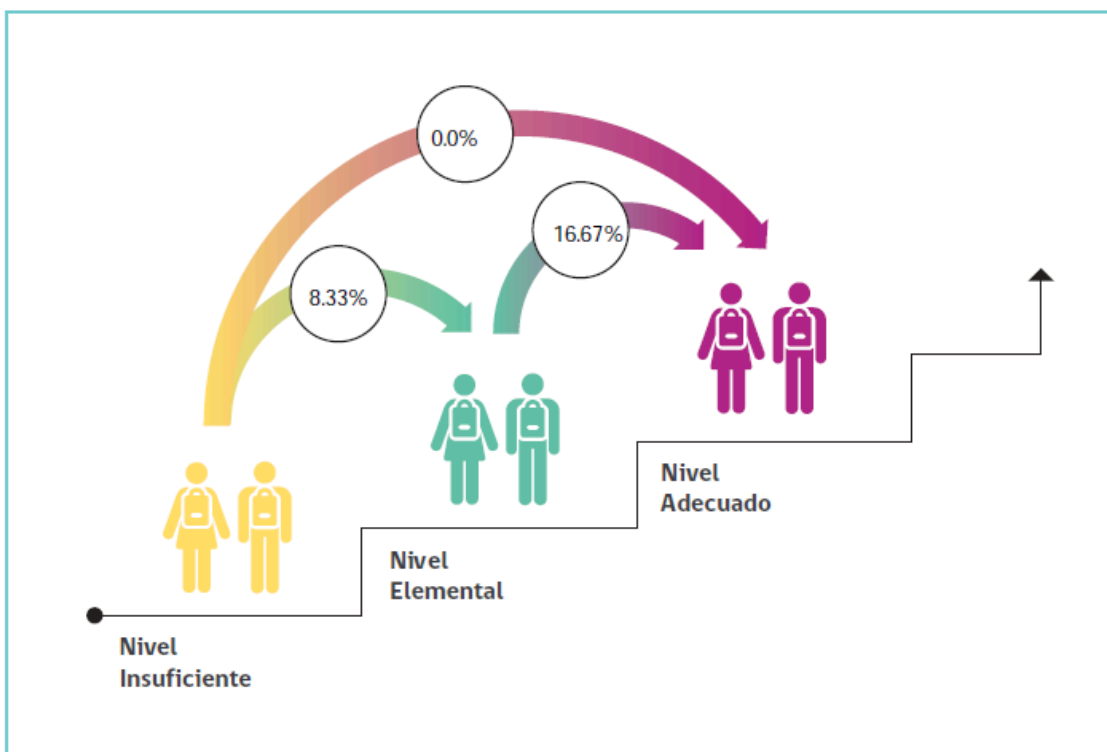 0.0%
16.67%
8.33%
Nivel
Adecuado
Nivel
Elemental
Nivel
Insuficiente